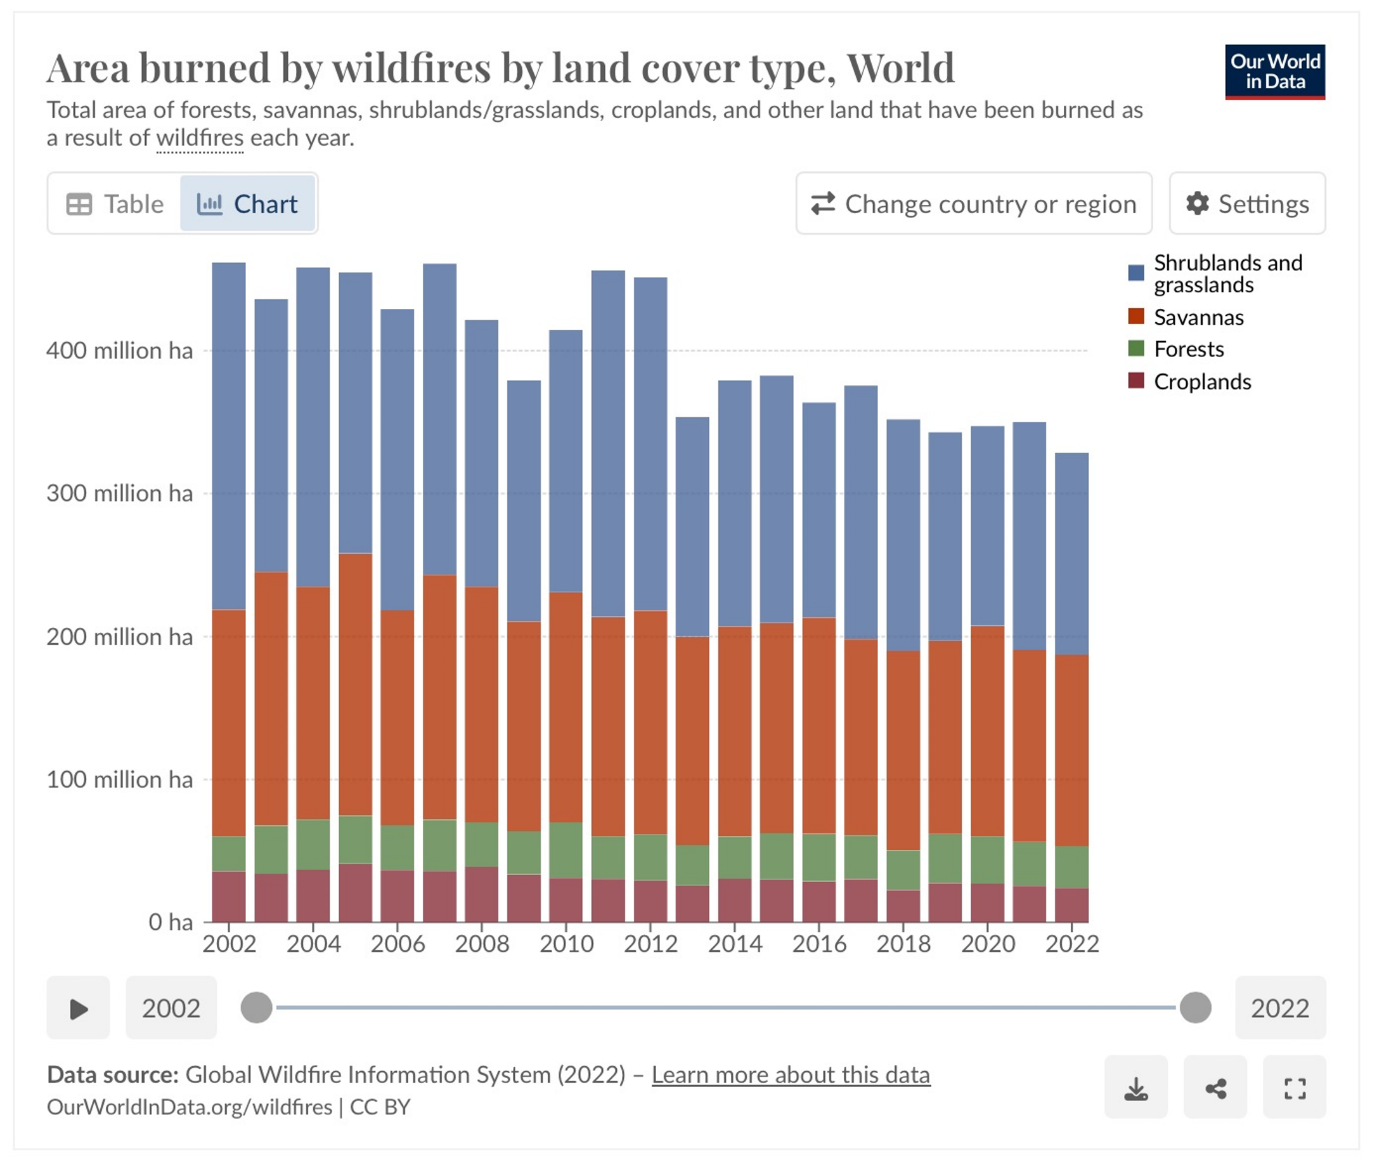 Area burned by wildfires by land cover type, World
Our World
in Data
Total area of forests, savannas, shrublands/grasslands, croplands, and other land that have been burned as
a result of wildfires each year.
Table
Chart
Change country or region
Settings
Shrublands and
grasslands
Savannas
Forests
Croplands
400 million ha
300 million ha
200 million ha
100 million ha
0 ha
2002 2004 2006 2008 2010 2012 2014 2016 2018 2020 2022
2002
2022
Data source: Global Wildfire Information System (2022) – Learn more about this data
OurWorldInData.org/wildfires | CC BY